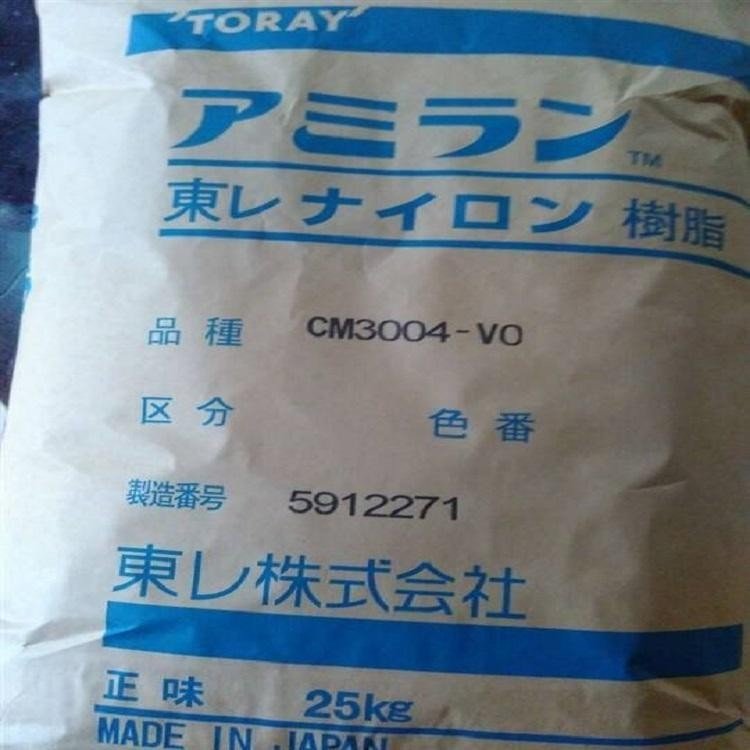 "TORAY"
アミラン™
東レ ナイロン 樹脂
品種 CM3004-V0
区分 色番
製造番号 5912271
東レ株式会社
正味 25kg
MADE IN JAPAN